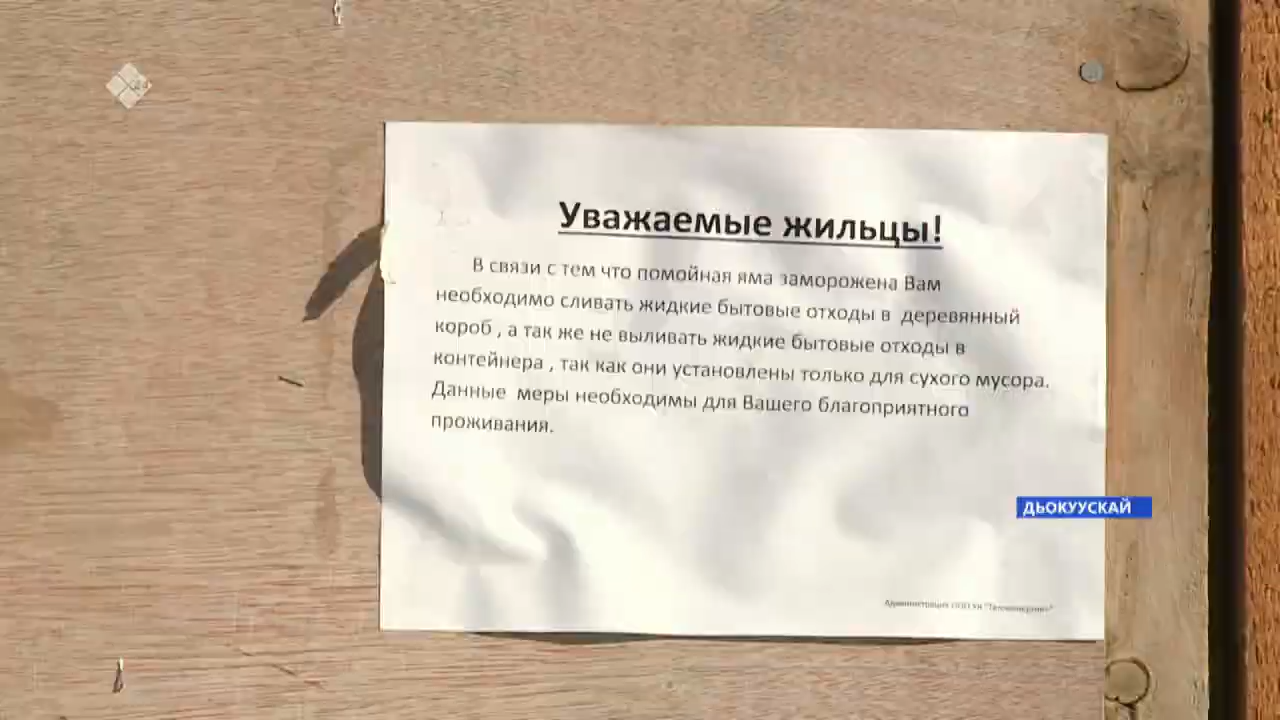 Уважаемые жильцы!
В связи с тем что помойная яма заморожена Вам
необходимо сливать жидкие бытовые отходы в деревянный
короб , а так же не выливать жидкие бытовые отходы в
контейнера , так как они установлены только для сухого мусора.
Данные меры необходимы для Вашего благоприятного
проживания.
ДЬОКУУСКАЙ
Администрация